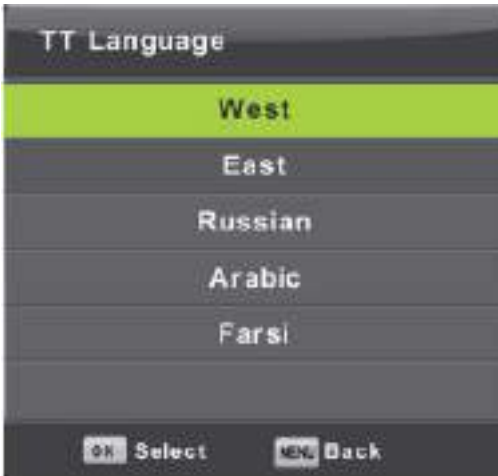 TT Language
West
East
Russian
Arabic
Farsi
OK Select MENU Back